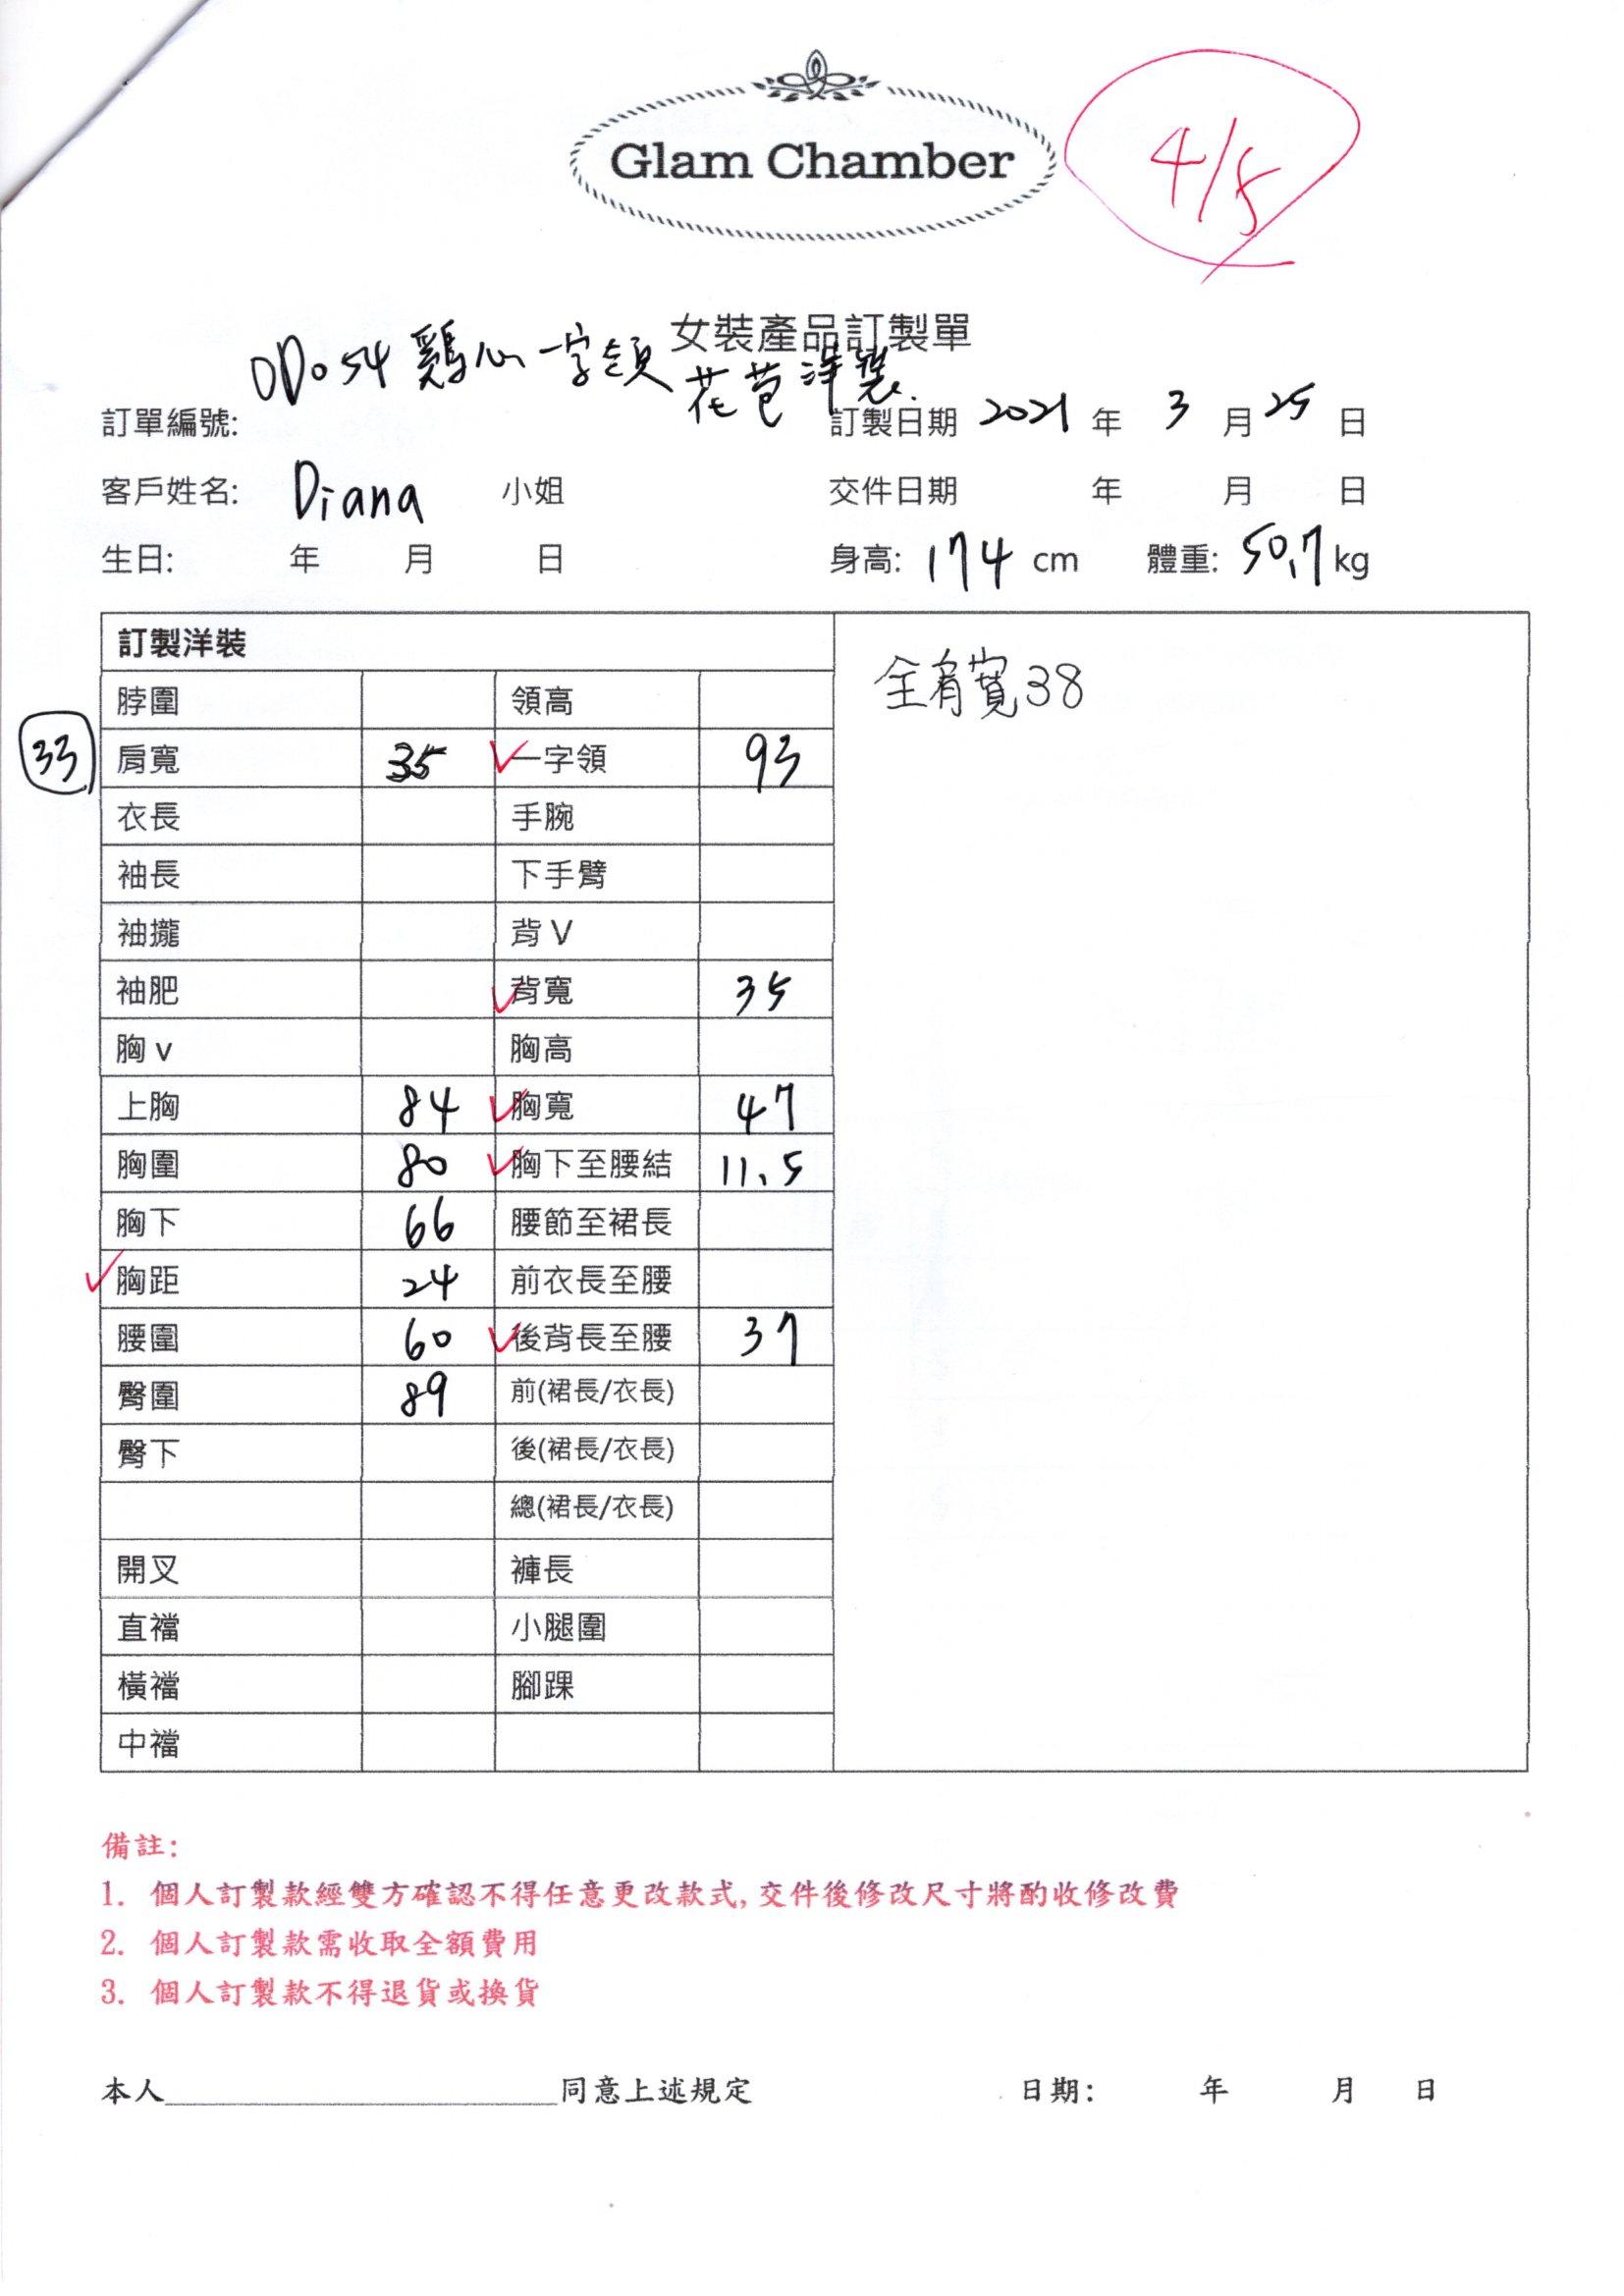 Glam Chamber
4/5
女裝產品訂製單
OD054 雞心一字領
花苞洋裝.
訂單編號: 訂製日期 2021 年 3 月 25 日
客戶姓名: Diana 小姐 交件日期 年 月 日
生日: 年 月 日 身高: 174 cm 體重: 50.7 kg
訂製洋裝
全肩寬38
脖圍 領高
33 肩寬 35 ✓一字領 93
衣長 手腕
袖長 下手臂
袖攏 背 V
袖肥 ✓背寬 35
胸 v 胸高
上胸 84 ✓胸寬 47
胸圍 80 ✓胸下至腰結 11.5
胸下 66 腰節至裙長
✓胸距 24 前衣長至腰
腰圍 60 ✓後背長至腰 37
臀圍 89 前(裙長/衣長)
臀下 後(裙長/衣長)
總(裙長/衣長)
開叉 褲長
直襠 小腿圍
橫襠 腳踝
中襠
備註:
1. 個人訂製款經雙方確認不得任意更改款式, 交件後修改尺寸將酌收修改費
2. 個人訂製款需收取全額費用
3. 個人訂製款不得退貨或換貨
本人______同意上述規定 日期: 年 月 日